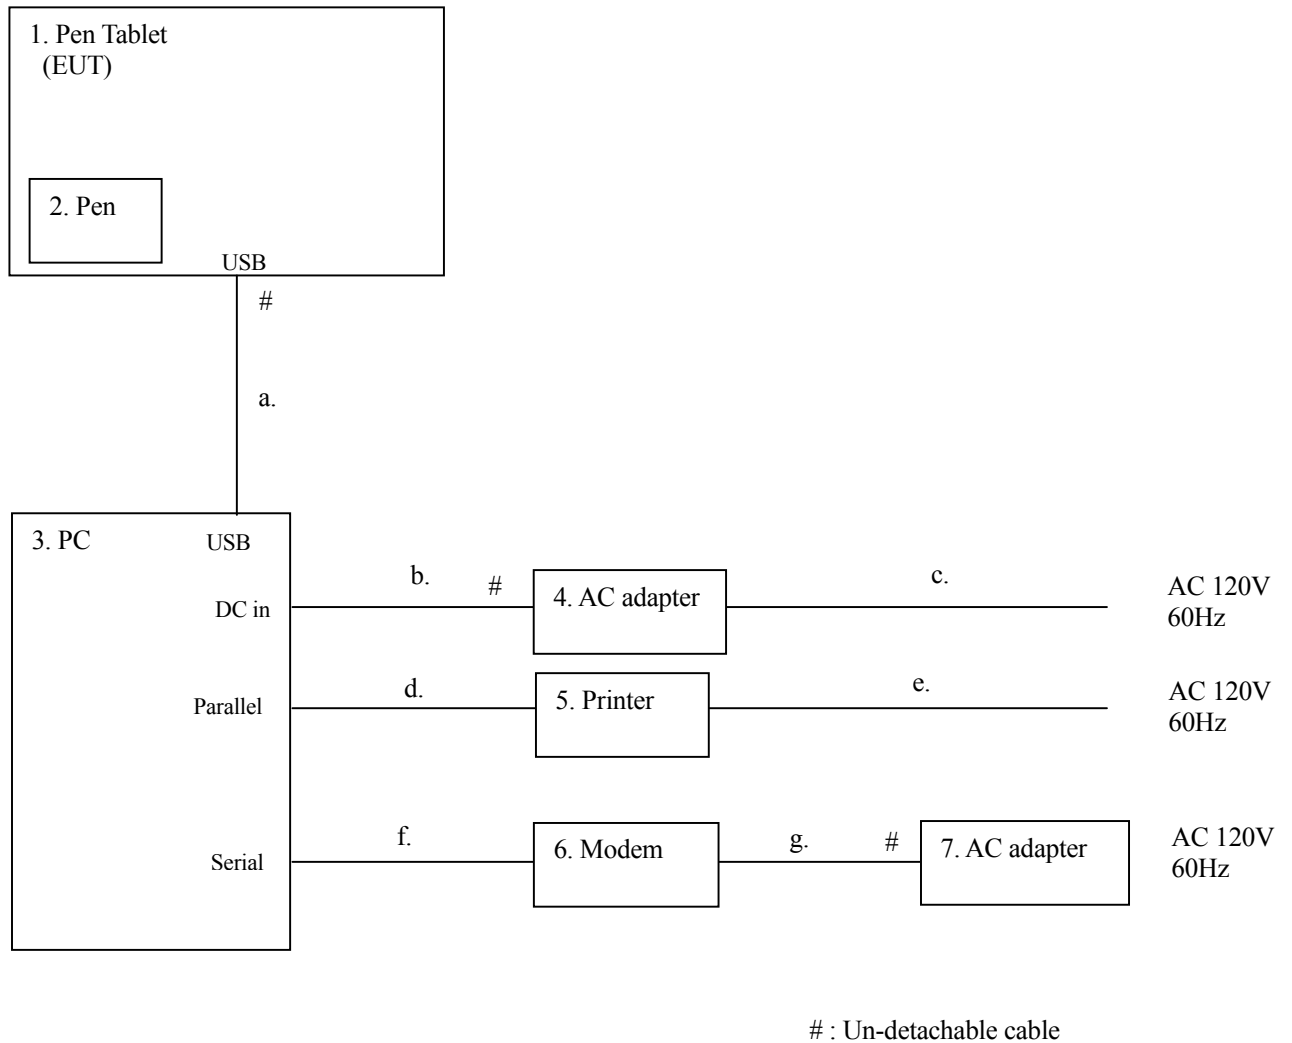 1. Pen Tablet
(EUT)
2. Pen
USB
#
a.
3. PC
USB
b.
#
4. AC adapter
c.
AC 120V
60Hz
DC in
d.
5. Printer
e.
AC 120V
60Hz
Parallel
f.
6. Modem
g.
#
7. AC adapter
AC 120V
60Hz
Serial
# : Un-detachable cable